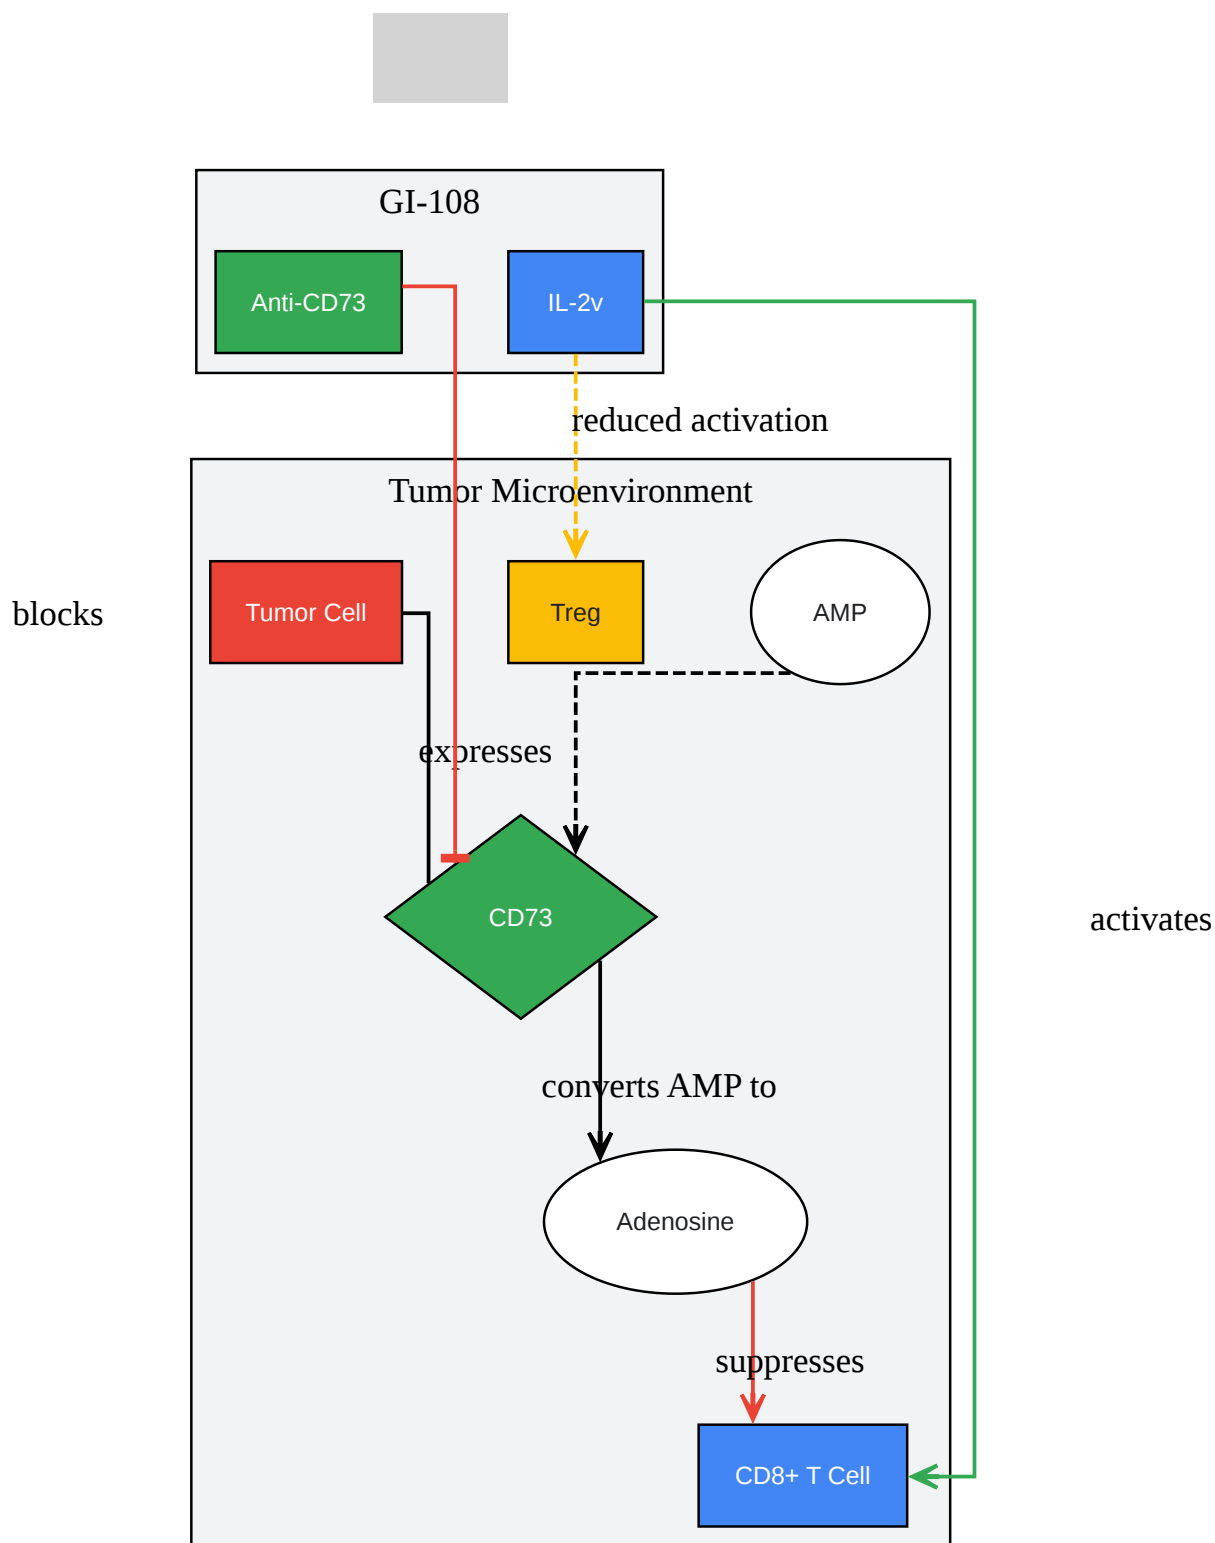 GI-108
Anti-CD73
IL-2v
reduced activation
Tumor Microenvironment
blocks
Tumor Cell
Treg
AMP
expresses
CD73
activates
converts AMP to
Adenosine
suppresses
CD8+ T Cell